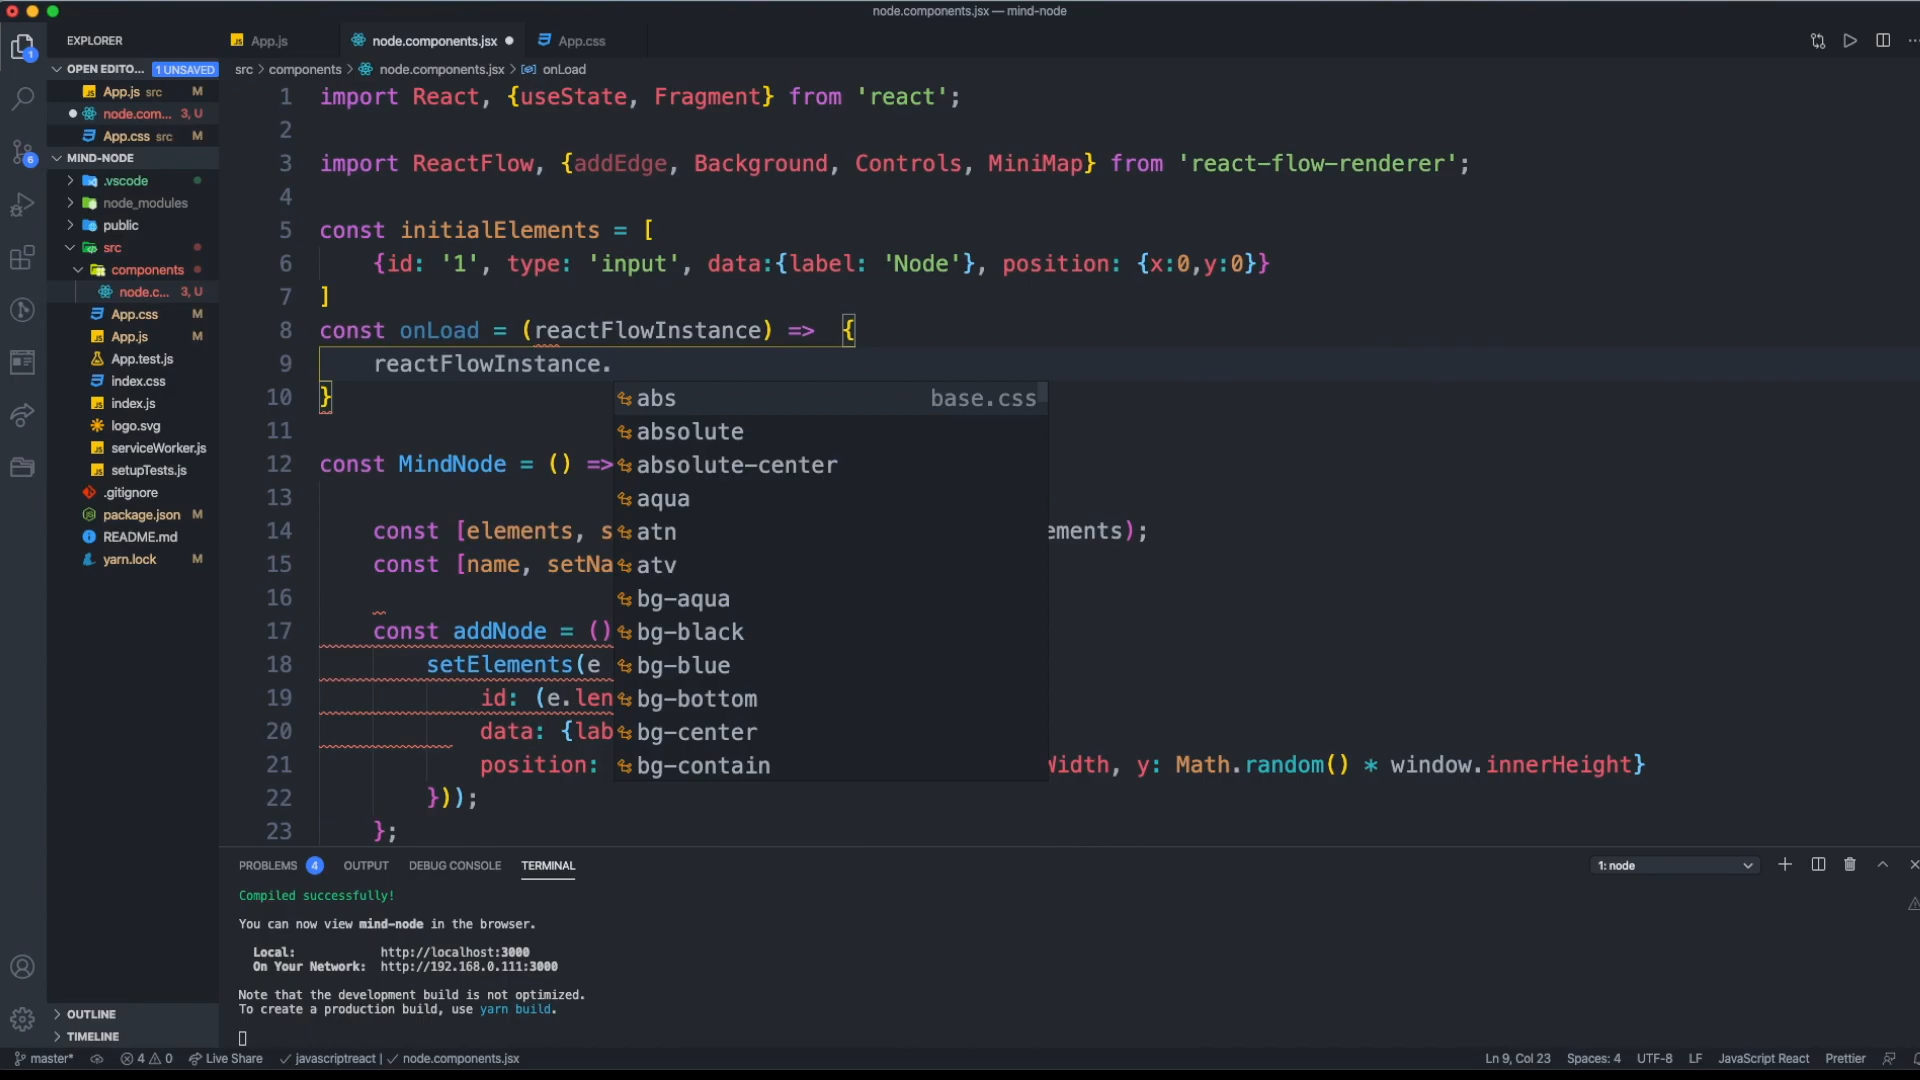 node.components.jsx — mind-node
EXPLORER
App.js
node.components.jsx
App.css
OPEN EDITO... 1 UNSAVED
src > components > node.components.jsx > onLoad
App.js src M
node.com... 3, U
App.css src M
MIND-NODE
.vscode
node_modules
public
src
components
node.c... 3, U
App.css M
App.js M
App.test.js
index.css
index.js
logo.svg
serviceWorker.js
setupTests.js
.gitignore
package.json M
README.md
yarn.lock M
OUTLINE
TIMELINE
1
6
1 import React, {useState, Fragment} from 'react';
2
3 import ReactFlow, {addEdge, Background, Controls, MiniMap} from 'react-flow-renderer';
4
5 const initialElements = [
6 {id: '1', type: 'input', data:{label: 'Node'}, position: {x:0,y:0}}
7 ]
8 const onLoad = (reactFlowInstance) => {
9 reactFlowInstance.
10 }
11
12 const MindNode = () =>
13
14 const [elements, s ements);
15 const [name, setNa
16
17 const addNode = ()
18 setElements(e
19 id: (e.len
20 data: {lab
21 position: Width, y: Math.random() * window.innerHeight}
22 }));
23 };
abs base.css
absolute
absolute-center
aqua
atn
atv
bg-aqua
bg-black
bg-blue
bg-bottom
bg-center
bg-contain
PROBLEMS 4 OUTPUT DEBUG CONSOLE TERMINAL
1: node
Compiled successfully!
You can now view mind-node in the browser.
Local: http://localhost:3000
On Your Network: http://192.168.0.111:3000
Note that the development build is not optimized.
To create a production build, use yarn build.
master* 4 0 Live Share javascriptreact | node.components.jsx
Ln 9, Col 23 Spaces: 4 UTF-8 LF JavaScript React Prettier